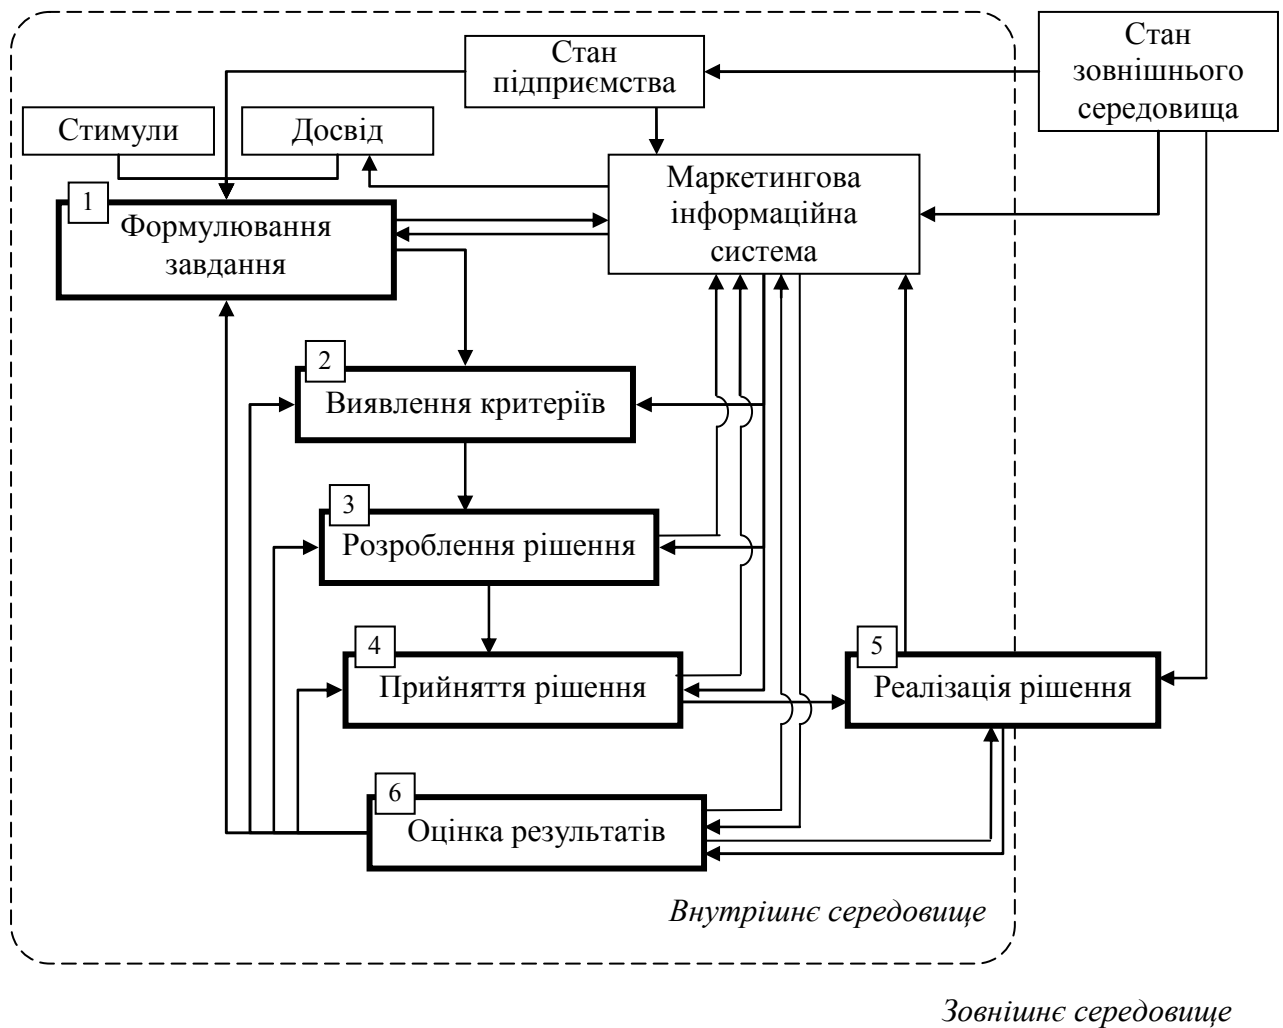 Стан
підприємства
Стан
зовнішнього
середовища
Стимули
Досвід
Маркетингова
інформаційна
система
1
Формулювання
завдання
2
Виявлення критеріїв
3
Розроблення рішення
4
Прийняття рішення
5
Реалізація рішення
6
Оцінка результатів
Внутрішнє середовище
Зовнішнє середовище